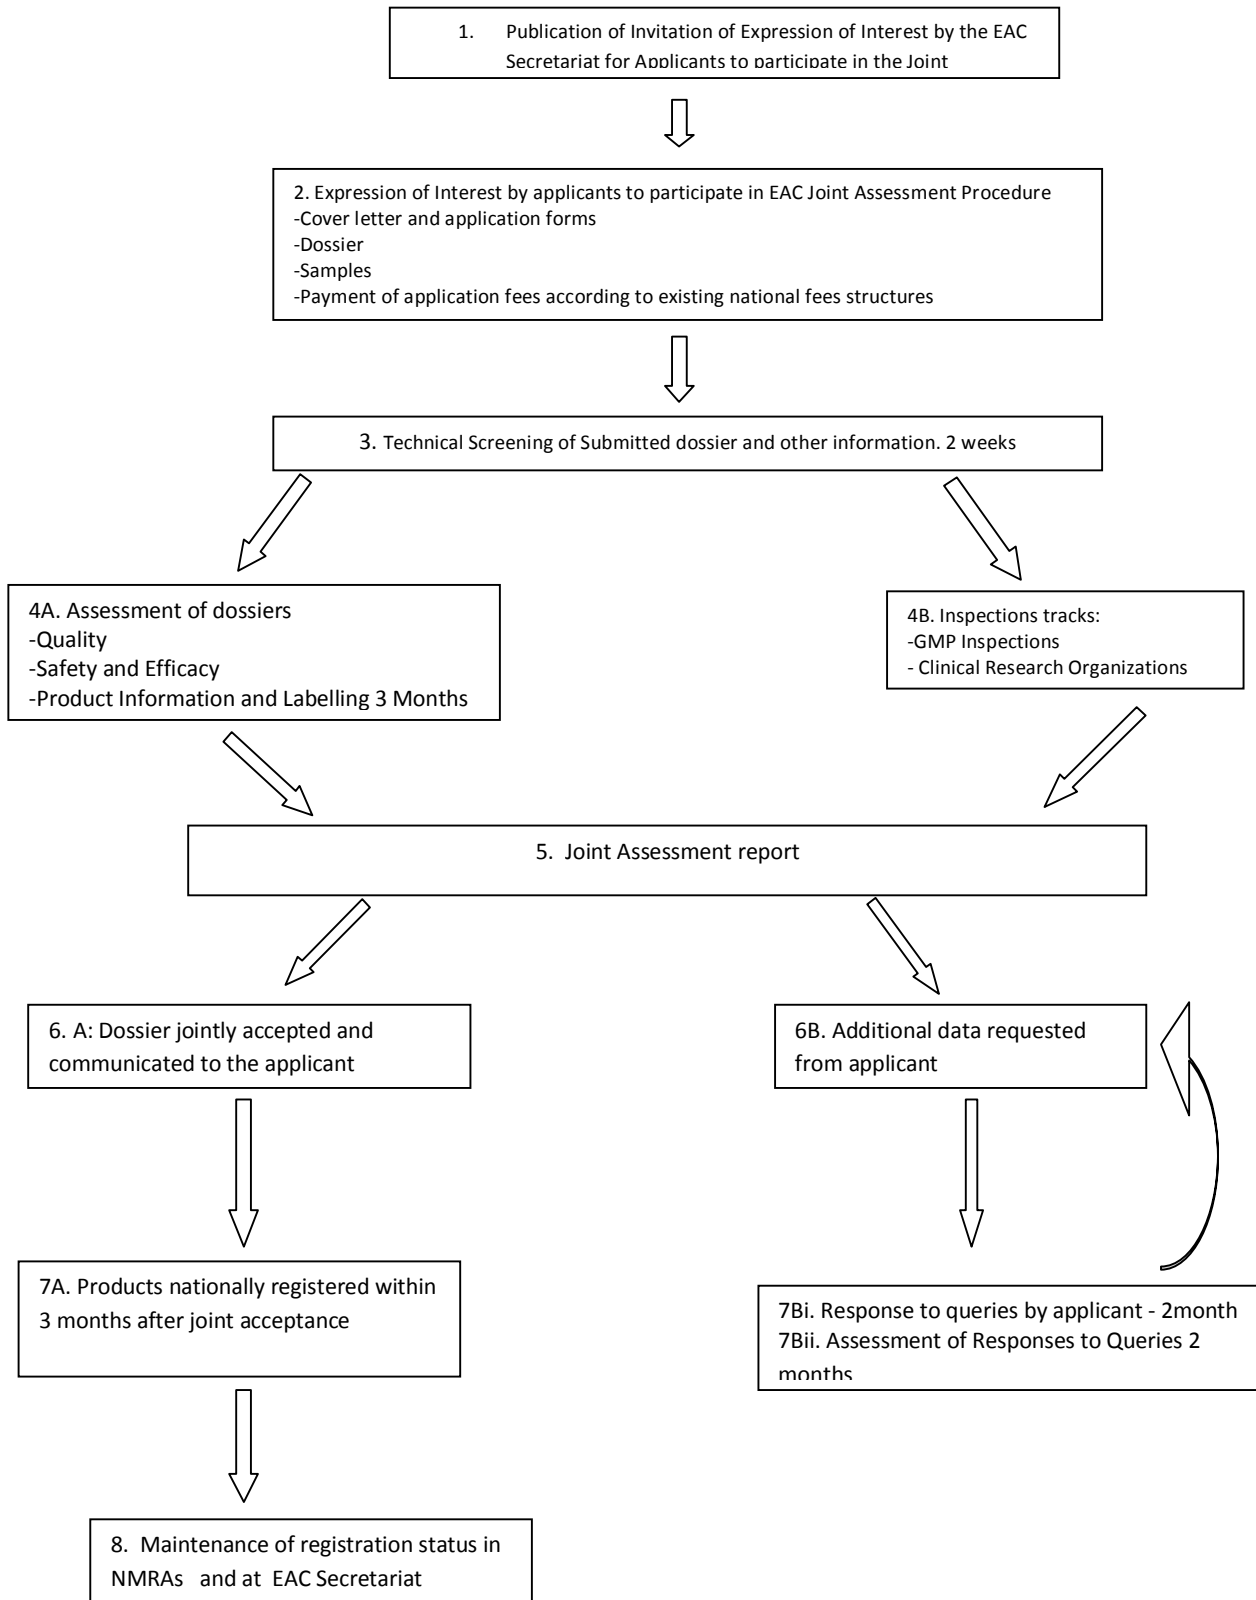 1. Publication of Invitation of Expression of Interest by the EAC
Secretariat for Applicants to participate in the Joint
2. Expression of Interest by applicants to participate in EAC Joint Assessment Procedure
-Cover letter and application forms
-Dossier
-Samples
-Payment of application fees according to existing national fees structures
3. Technical Screening of Submitted dossier and other information. 2 weeks
4A. Assessment of dossiers
-Quality
-Safety and Efficacy
-Product Information and Labelling 3 Months
4B. Inspections tracks:
-GMP Inspections
- Clinical Research Organizations
5. Joint Assessment report
6. A: Dossier jointly accepted and
communicated to the applicant
6B. Additional data requested
from applicant
7A. Products nationally registered within
3 months after joint acceptance
7Bi. Response to queries by applicant - 2month
7Bii. Assessment of Responses to Queries 2
months
8. Maintenance of registration status in
NMRAs and at EAC Secretariat